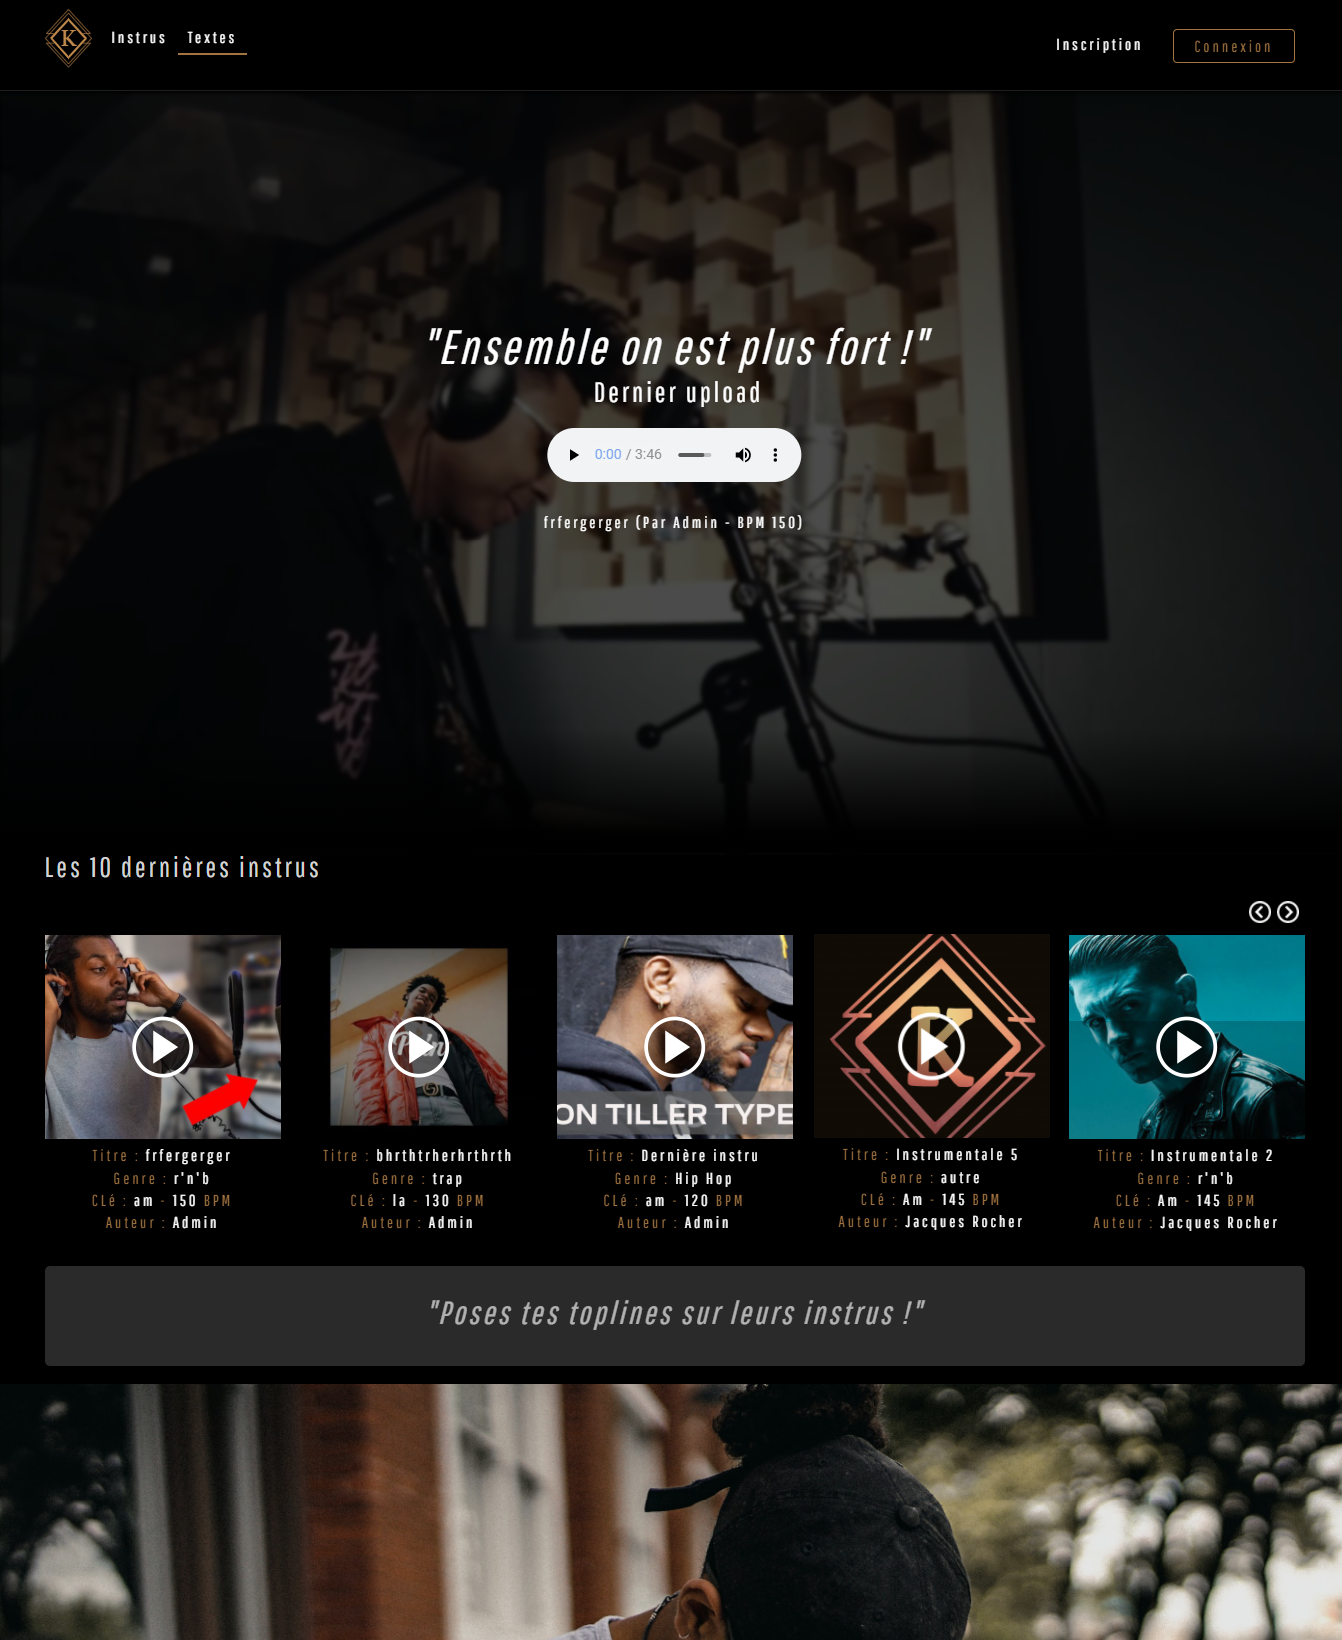 K
Instrus
Textes
Inscription
Connexion
"Ensemble on est plus fort !"
Dernier upload
0:00 / 3:46
frfergerger (Par Admin - BPM 150)
Les 10 dernières instrus
ON TILLER TYPE
K
Titre : frfergerger
Genre : r'n'b
CLé : am - 150 BPM
Auteur : Admin
Titre : bhrthtrherhrthrth
Genre : trap
CLé : la - 130 BPM
Auteur : Admin
Titre : Dernière instru
Genre : Hip Hop
CLé : am - 120 BPM
Auteur : Admin
Titre : Instrumentale 5
Genre : autre
CLé : Am - 145 BPM
Auteur : Jacques Rocher
Titre : Instrumentale 2
Genre : r'n'b
CLé : Am - 145 BPM
Auteur : Jacques Rocher
"Poses tes toplines sur leurs instrus !"